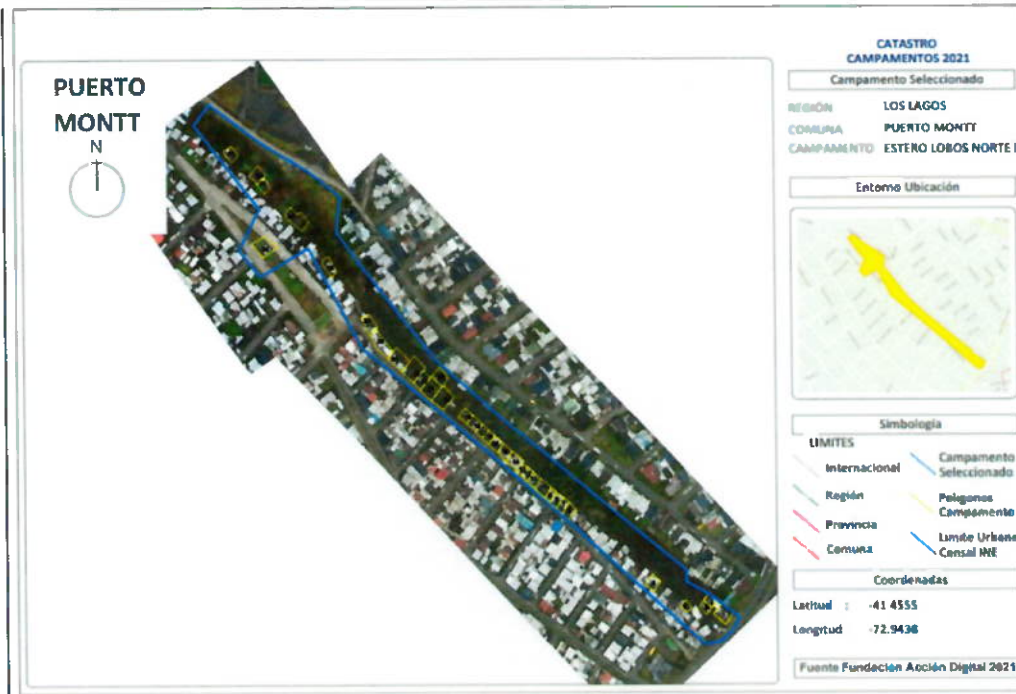 PUERTO
MONTT
N
CATASTRO
CAMPAMENTOS 2021
Campamento Seleccionado
REGIÓN LOS LAGOS
COMUNA PUERTO MONTT
CAMPAMENTO ESTERO LOBOS NORTE
Entorno Ubicación
Simbología
LIMITES
Internacional
Región
Provincia
Comuna
Campamento
Seleccionado
Polígonos
Campamento
Limite Urbano
Censal INE
Coordenadas
Latitud : -41 4555
Longitud -72.9436
Fuente Fundación Acción Digital 2021